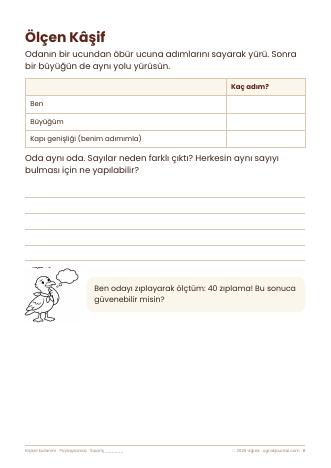 Ölçen Kâşif
Odanın bir ucundan öbür ucuna adımlarını sayarak yürü. Sonra
bir büyüğün de aynı yolu yürüsün.
Kaç adım?
Ben
Büyüğüm
Kapı genişliği (benim adımımla)
Oda aynı oda. Sayılar neden farklı çıktı? Herkesin aynı sayıyı
bulması için ne yapılabilir?
Ben odayı zıplayarak ölçtüm: 40 zıplama! Bu sonuca
güvenebilir misin?